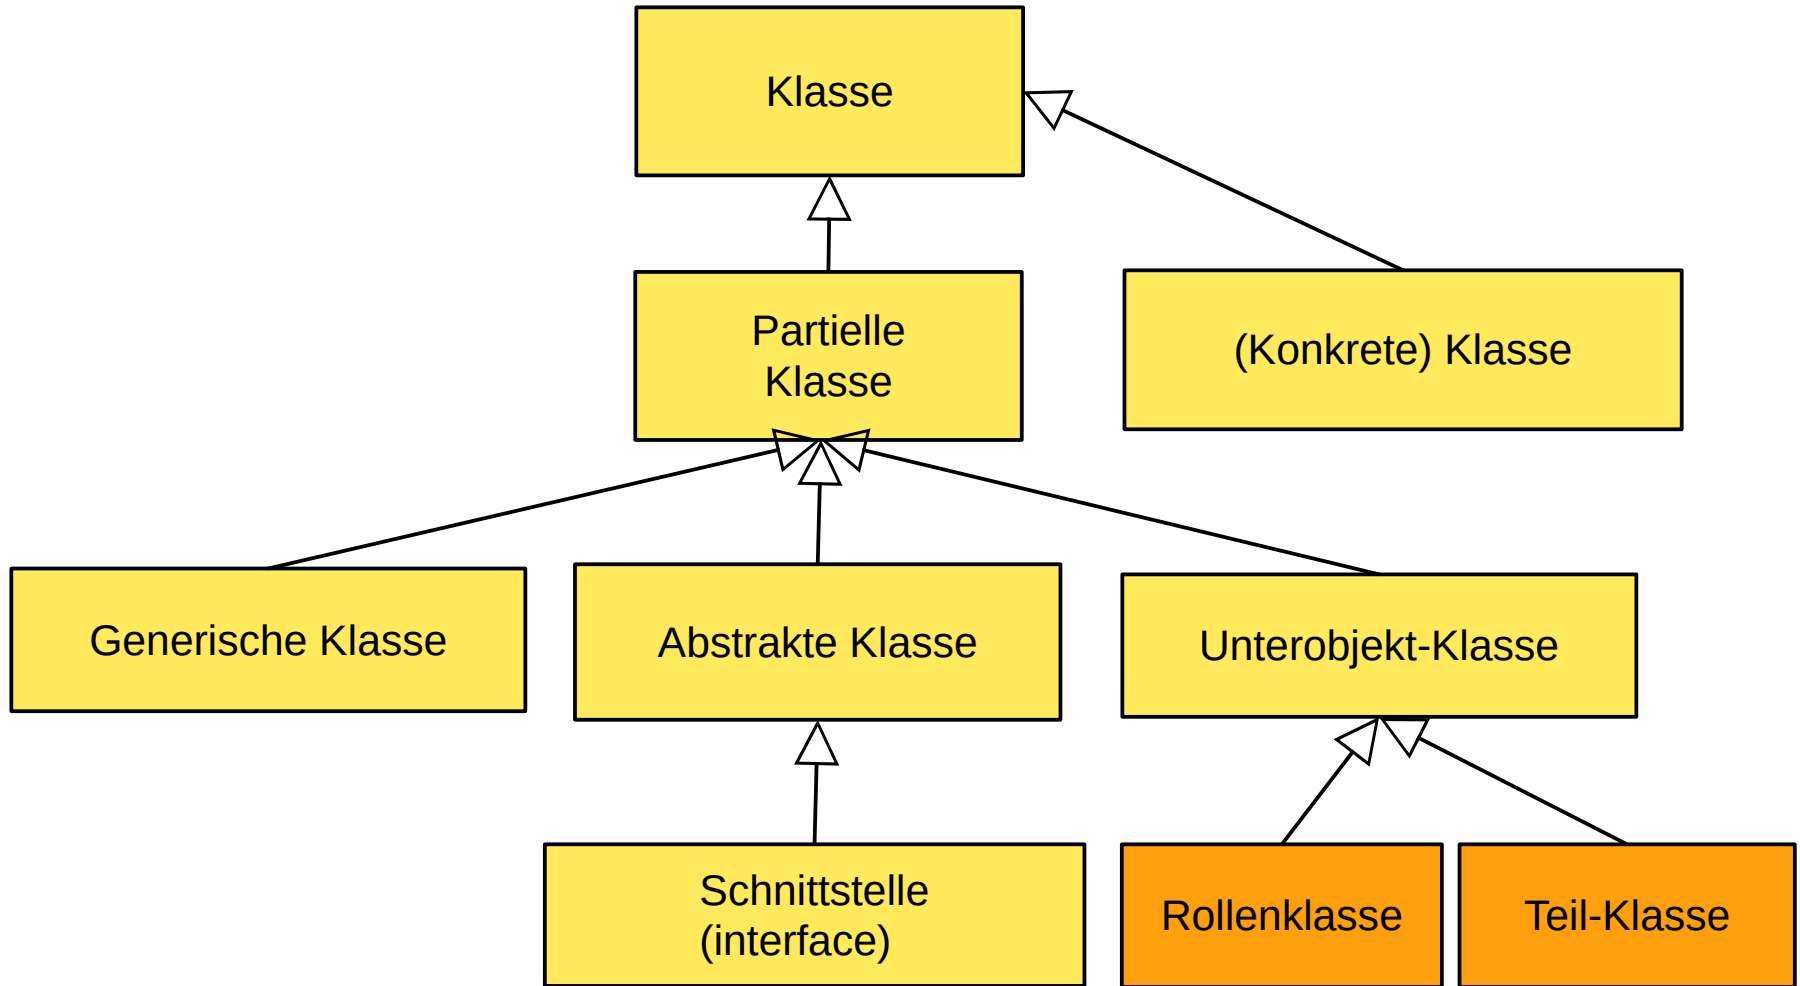 Klasse
Partielle
Klasse
(Konkrete) Klasse
Generische Klasse
Abstrakte Klasse
Unterobjekt-Klasse
Schnittstelle
(interface)
Rollenklasse
Teil-Klasse